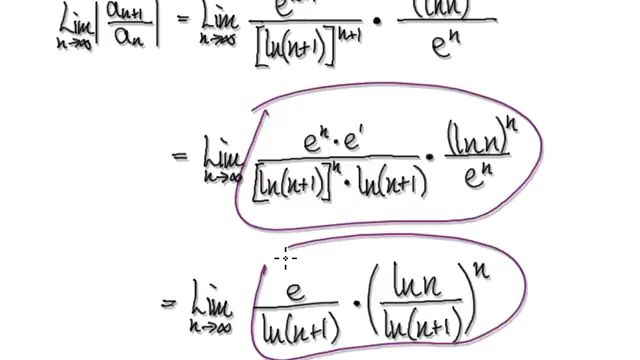 Lim n→∞ |a_{n+1}/a_n| = Lim n→∞ e^{n+1}/[ln(n+1)]^{n+1} · (ln n)^n/e^n
= Lim n→∞ (e^n · e^1)/([ln(n+1)]^n · ln(n+1)) · (ln n)^n/e^n
= Lim n→∞ e/ln(n+1) · (ln n/ln(n+1))^n